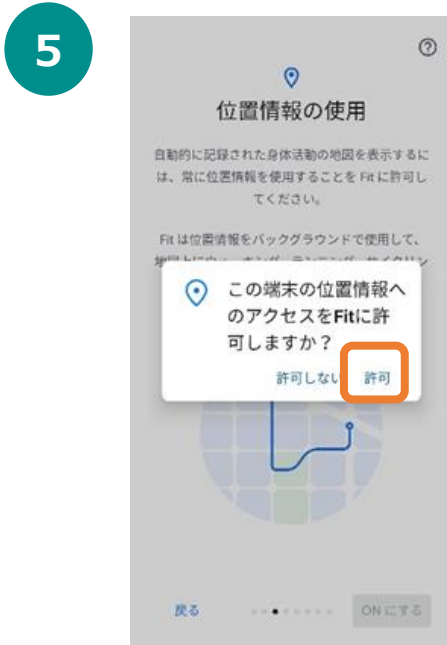 5
位置情報の使用
自動的に記録された身体活動の地図を表示するに
は、常に位置情報を使用することを Fit に許可し
てください。
Fit は位置情報をバックグラウンドで使用して、
この端末の位置情報へ
のアクセスをFitに許
可しますか?
許可しない 許可
戻る ON にする